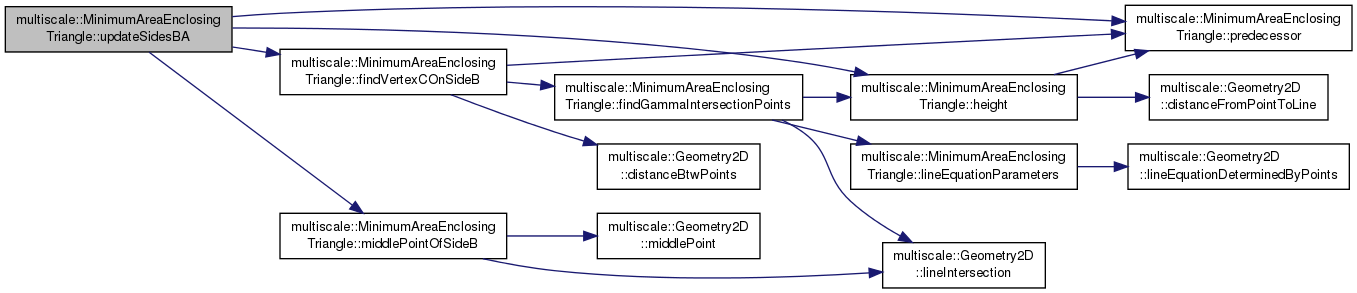 multiscale::MinimumAreaEnclosing
Triangle::updateSidesBA
multiscale::MinimumAreaEnclosing
Triangle::predecessor
multiscale::MinimumAreaEnclosing
Triangle::findVertexCOnSideB
multiscale::MinimumAreaEnclosing
Triangle::findGammaIntersectionPoints
multiscale::MinimumAreaEnclosing
Triangle::height
multiscale::Geometry2D
::distanceFromPointToLine
multiscale::Geometry2D
::distanceBtwPoints
multiscale::MinimumAreaEnclosing
Triangle::lineEquationParameters
multiscale::Geometry2D
::lineEquationDeterminedByPoints
multiscale::MinimumAreaEnclosing
Triangle::middlePointOfSideB
multiscale::Geometry2D
::middlePoint
multiscale::Geometry2D
::lineIntersection